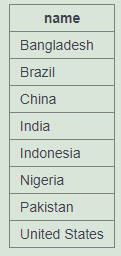 name
Bangladesh
Brazil
China
India
Indonesia
Nigeria
Pakistan
United States